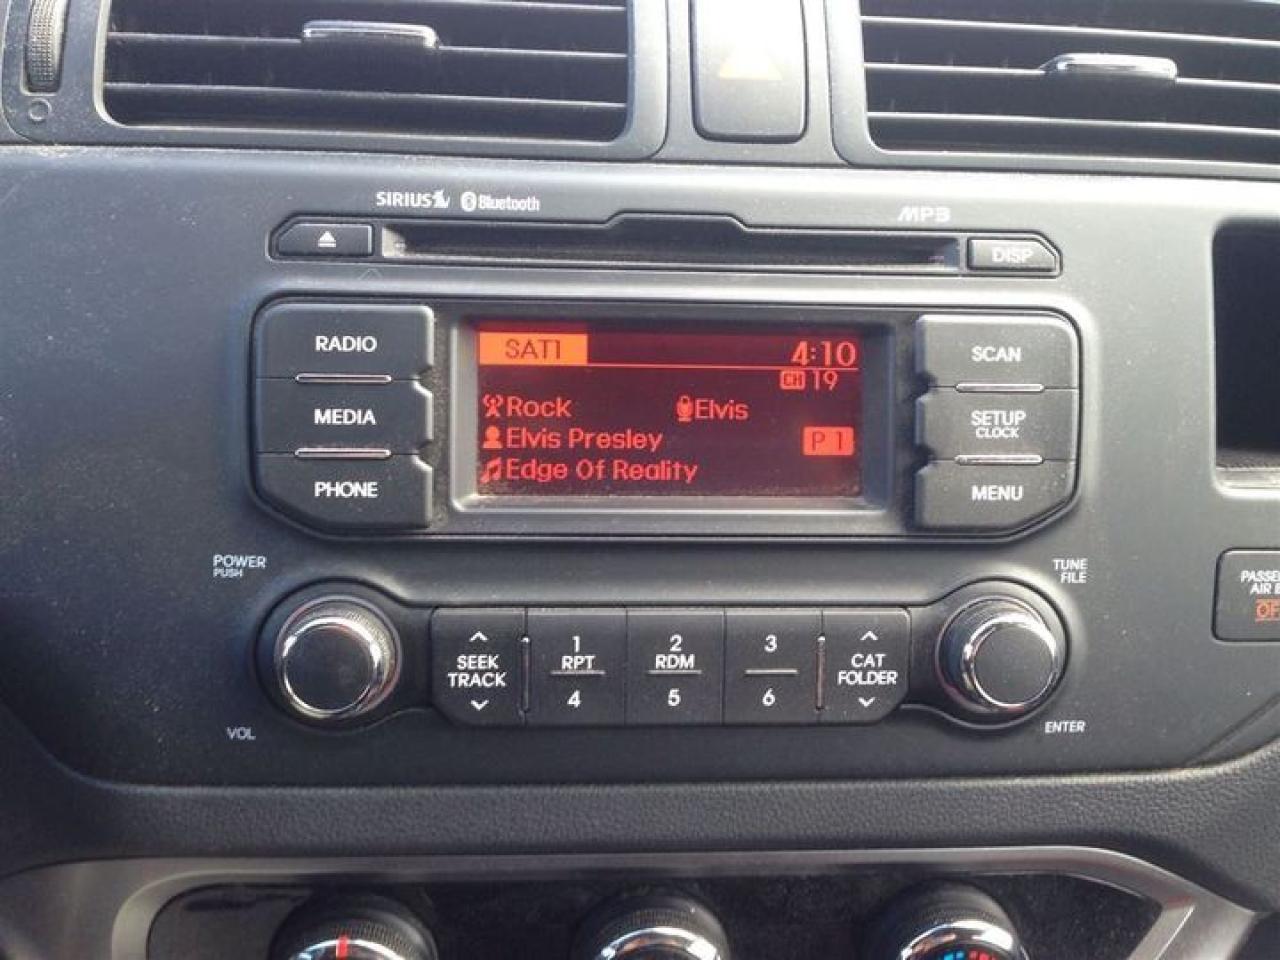 SIRIUS Bluetooth MP3
DISP
RADIO
MEDIA
PHONE
SAT1 4:10
CH 19
Rock Elvis
Elvis Presley P 1
Edge Of Reality
SCAN
SETUP
CLOCK
MENU
POWER
PUSH
VOL
SEEK
TRACK
1
RPT
4
2
RDM
5
3
6
CAT
FOLDER
TUNE
FILE
ENTER